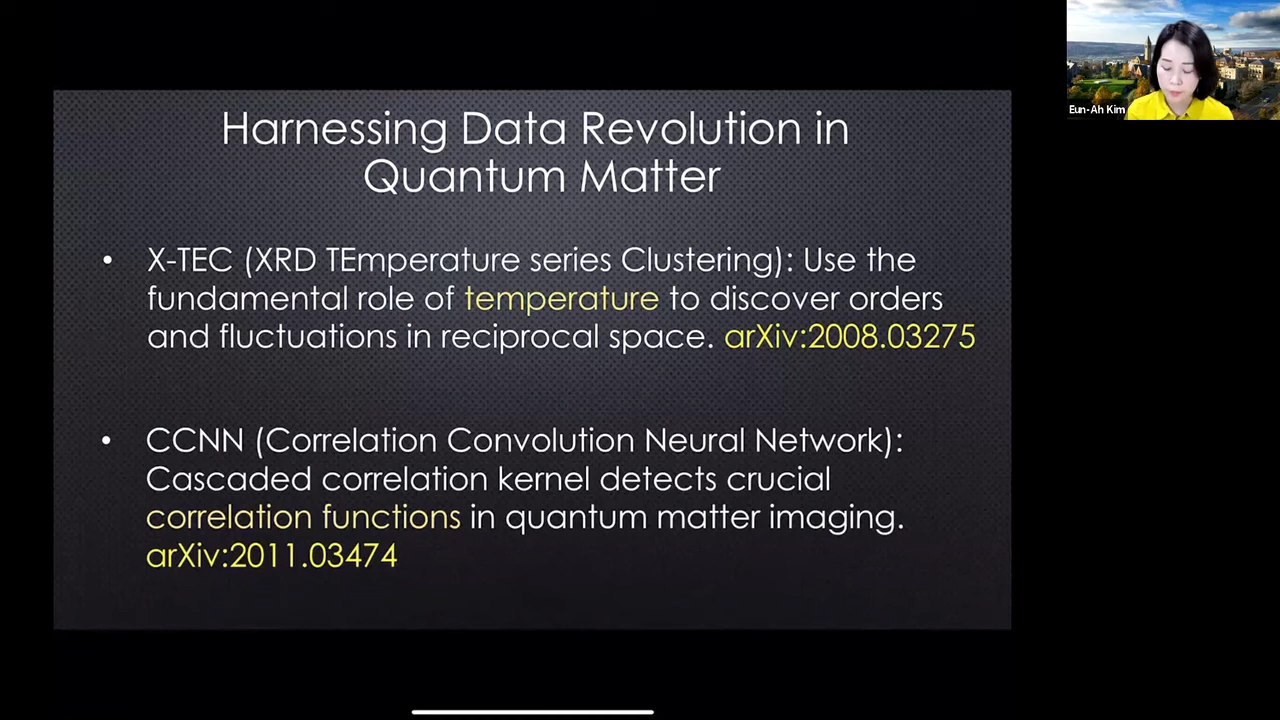 Harnessing Data Revolution in
Quantum Matter
• X-TEC (XRD TEmperature series Clustering): Use the
fundamental role of temperature to discover orders
and fluctuations in reciprocal space. arXiv:2008.03275
• CCNN (Correlation Convolution Neural Network):
Cascaded correlation kernel detects crucial
correlation functions in quantum matter imaging.
arXiv:2011.03474
Eun-Ah Kim